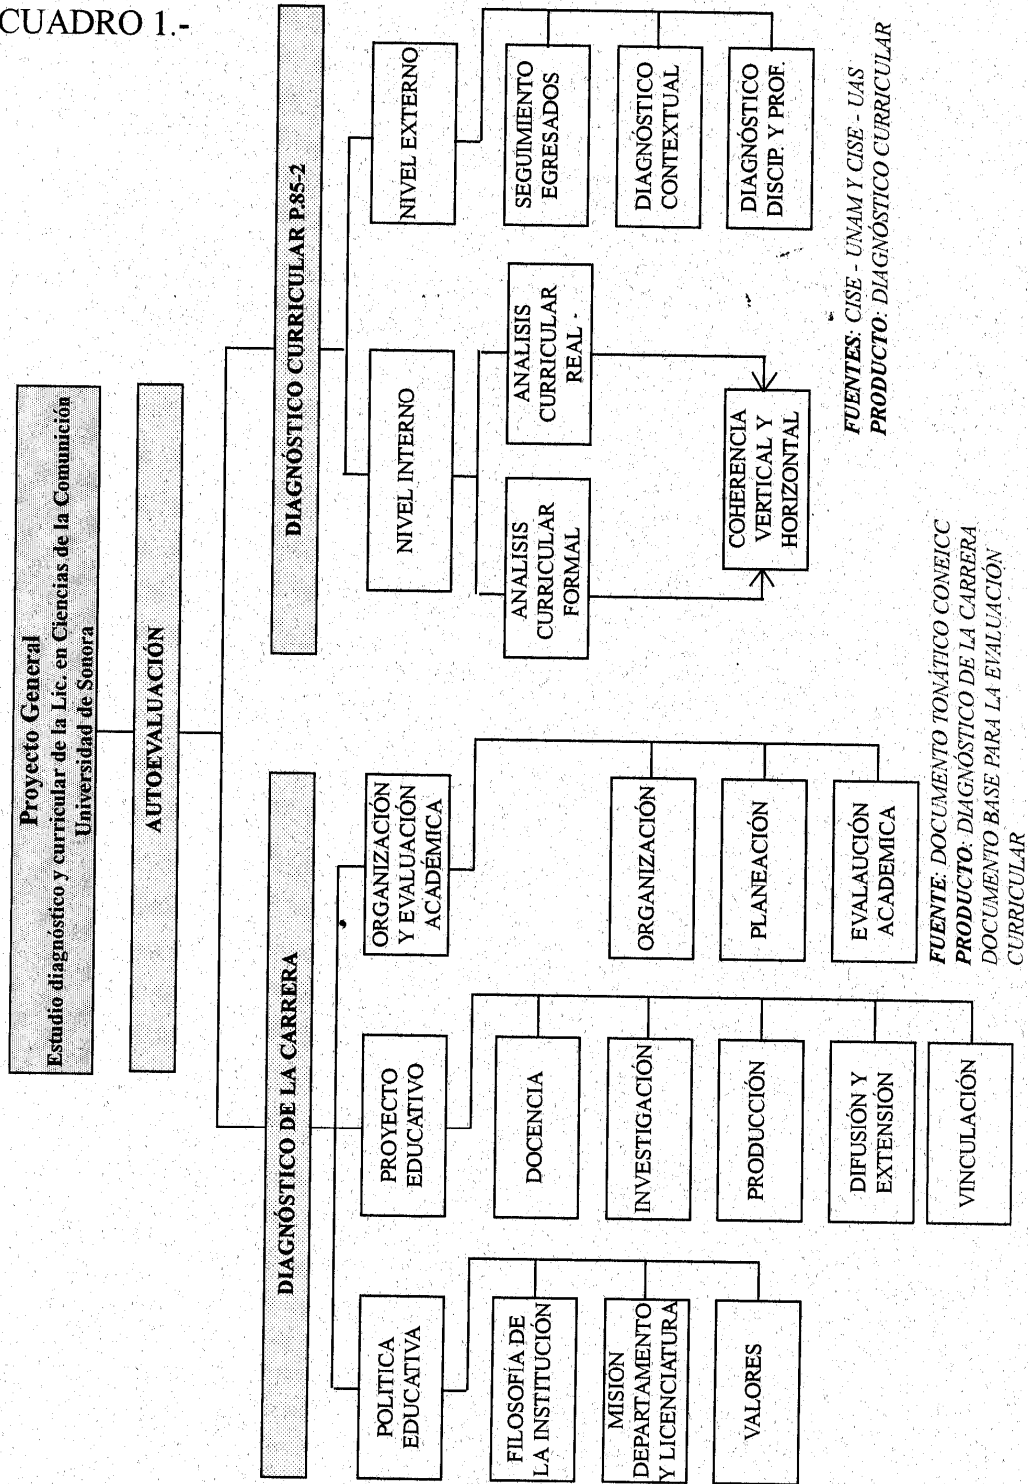 CUADRO 1.-
Proyecto General
Estudio diagnóstico y curricular de la Lic. en Ciencias de la Comunición
Universidad de Sonora
AUTOEVALUACIÓN
DIAGNÓSTICO DE LA CARRERA
POLITICA
EDUCATIVA
FILOSOFÍA DE
LA INSTITUCIÓN
MISION
DEPARTAMENTO
Y LICENCIATURA
VALORES
PROYECTO
EDUCATIVO
DOCENCIA
INVESTIGACIÓN
PRODUCCIÓN
DIFUSIÓN Y
EXTENSIÓN
VINCULACIÓN
ORGANIZACIÓN
Y EVALUACIÓN
ACADÉMICA
ORGANIZACIÓN
PLANEACIÓN
EVALAUCIÓN
ACADEMICA
FUENTE: DOCUMENTO TONÁTICO CONEICC
PRODUCTO: DIAGNÓSTICO DE LA CARRERA
DOCUMENTO BASE PARA LA EVALUACIÓN
CURRICULAR
DIAGNÓSTICO CURRICULAR P.85-2
NIVEL INTERNO
ANALISIS
CURRICULAR
FORMAL
ANALISIS
CURRICULAR
REAL -
COHERENCIA
VERTICAL Y
HORIZONTAL
NIVEL EXTERNO
SEGUIMIENTO
EGRESADOS
DIAGNÓSTICO
CONTEXTUAL
DIAGNÓSTICO
DISCIP. Y PROF.
FUENTES: CISE - UNAM Y CISE - UAS
PRODUCTO: DIAGNÓSTICO CURRICULAR